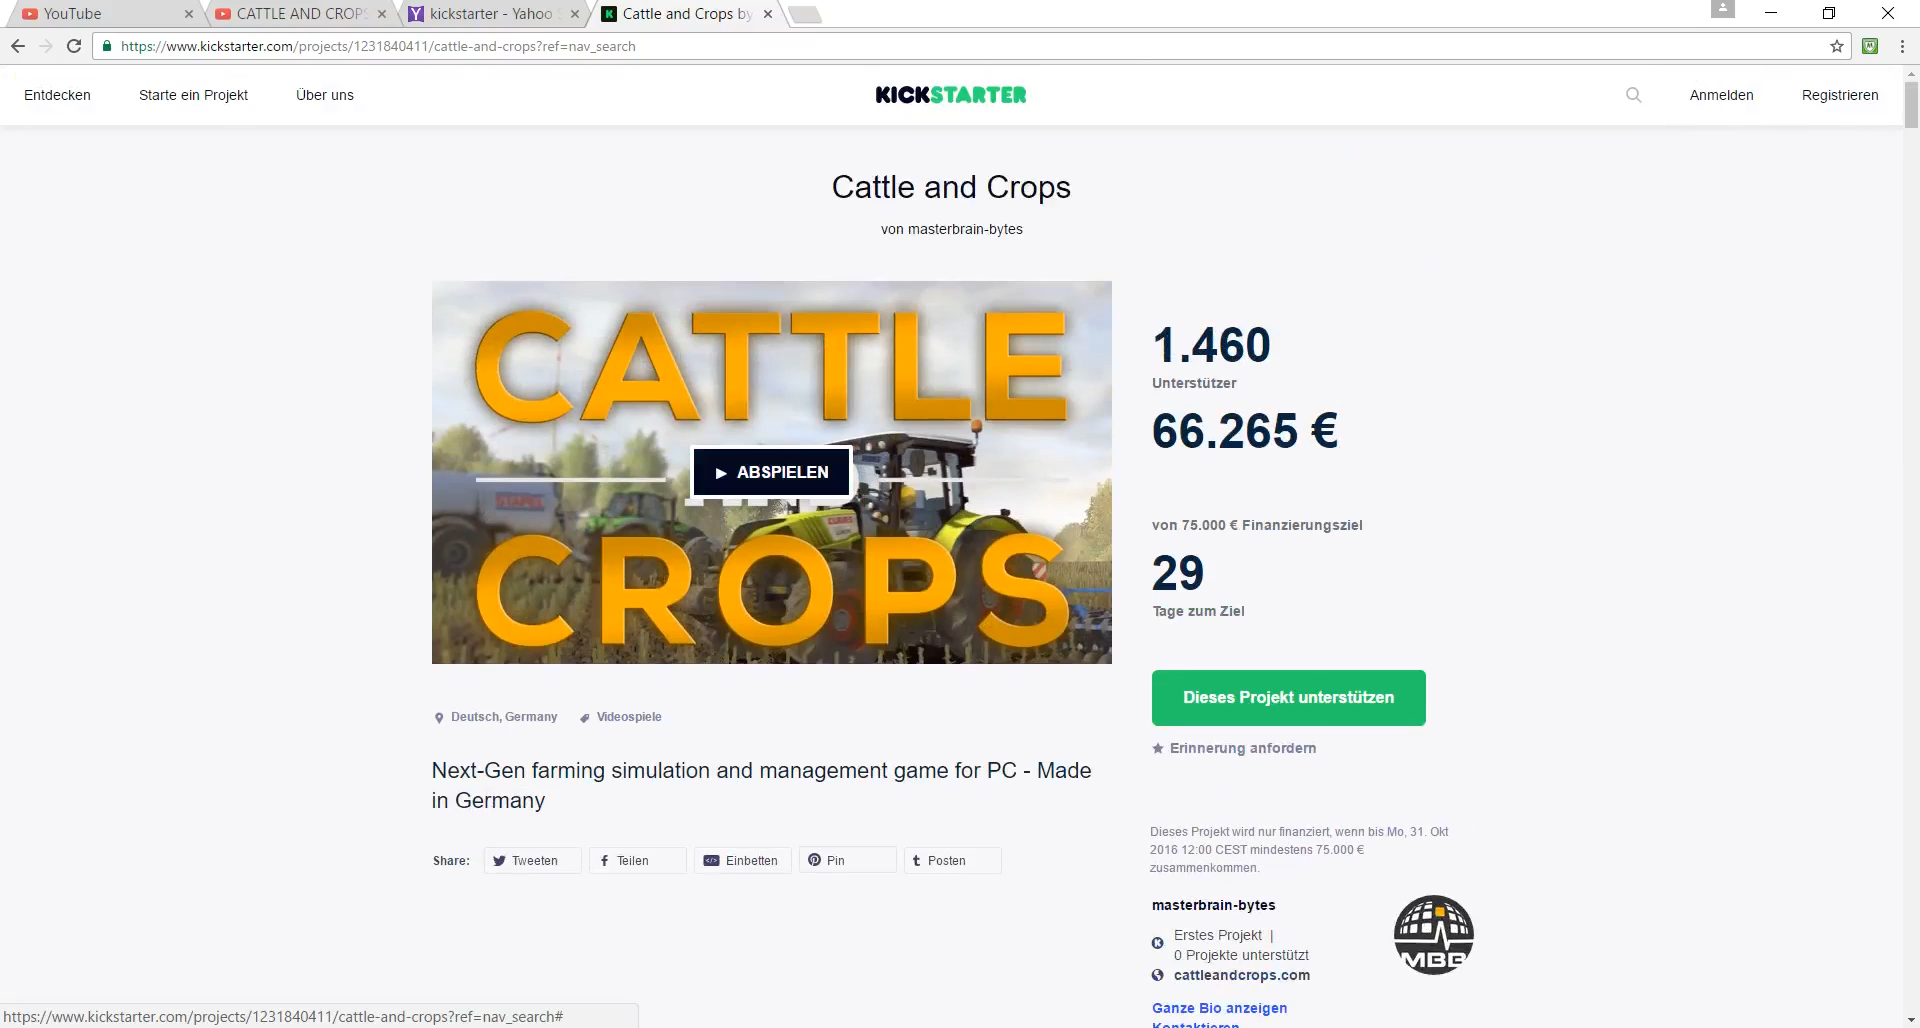 YouTube
CATTLE AND CROPS
kickstarter - Yahoo
Cattle and Crops by
https://www.kickstarter.com/projects/1231840411/cattle-and-crops?ref=nav_search
Entdecken
Starte ein Projekt
Über uns
KICKSTARTER
Anmelden
Registrieren
Cattle and Crops
von masterbrain-bytes
CATTLE
▶ ABSPIELEN
CROPS
1.460
Unterstützer
66.265 €
von 75.000 € Finanzierungsziel
29
Tage zum Ziel
Dieses Projekt unterstützen
Erinnerung anfordern
Deutsch, Germany
Videospiele
Next-Gen farming simulation and management game for PC - Made
in Germany
Share:
Tweeten
Teilen
Einbetten
Pin
Posten
Dieses Projekt wird nur finanziert, wenn bis Mo, 31. Okt
2016 12:00 CEST mindestens 75.000 €
zusammenkommen.
masterbrain-bytes
MBB
Erstes Projekt |
0 Projekte unterstützt
cattleandcrops.com
Ganze Bio anzeigen
Kontaktieren
https://www.kickstarter.com/projects/1231840411/cattle-and-crops?ref=nav_search#